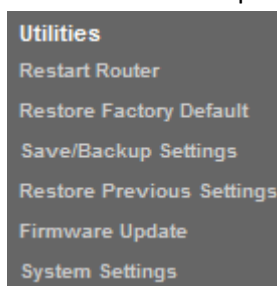 Utilities
Restart Router
Restore Factory Default
Save/Backup Settings
Restore Previous Settings
Firmware Update
System Settings